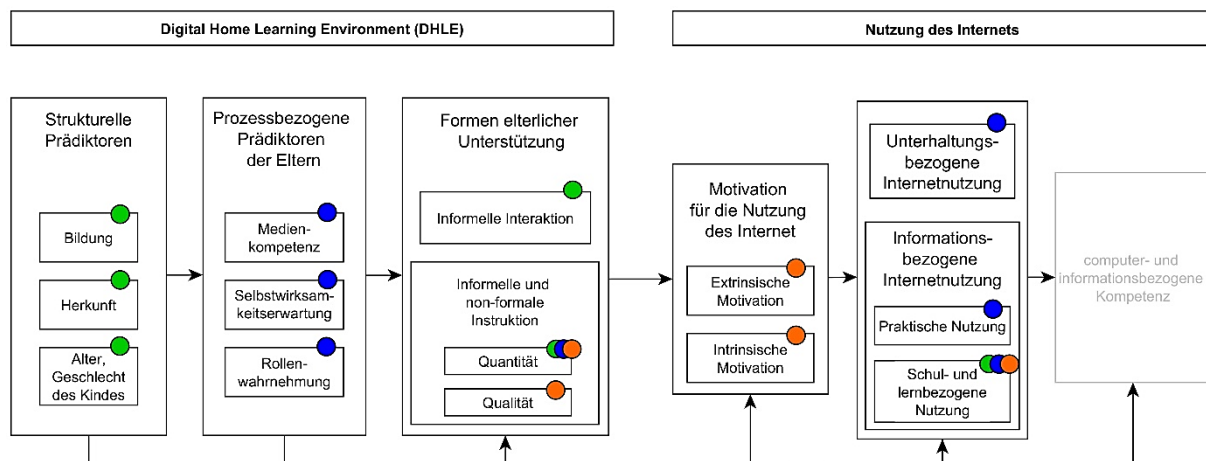 Digital Home Learning Environment (DHLE)
Nutzung des Internets
Strukturelle
Prädiktoren
Bildung
Herkunft
Alter,
Geschlecht
des Kindes
Prozessbezogene
Prädiktoren
der Eltern
Medien-
kompetenz
Selbstwirksam-
keitserwartung
Rollen-
wahrnehmung
Formen elterlicher
Unterstützung
Informelle Interaktion
Informelle und
non-formale
Instruktion
Quantität
Qualität
Motivation
für die Nutzung
des Internet
Extrinsische
Motivation
Intrinsische
Motivation
Unterhaltungs-
bezogene
Internetnutzung
Informations-
bezogene
Internetnutzung
Praktische Nutzung
Schul- und
lernbezogene
Nutzung
computer- und
informationsbezogene
Kompetenz